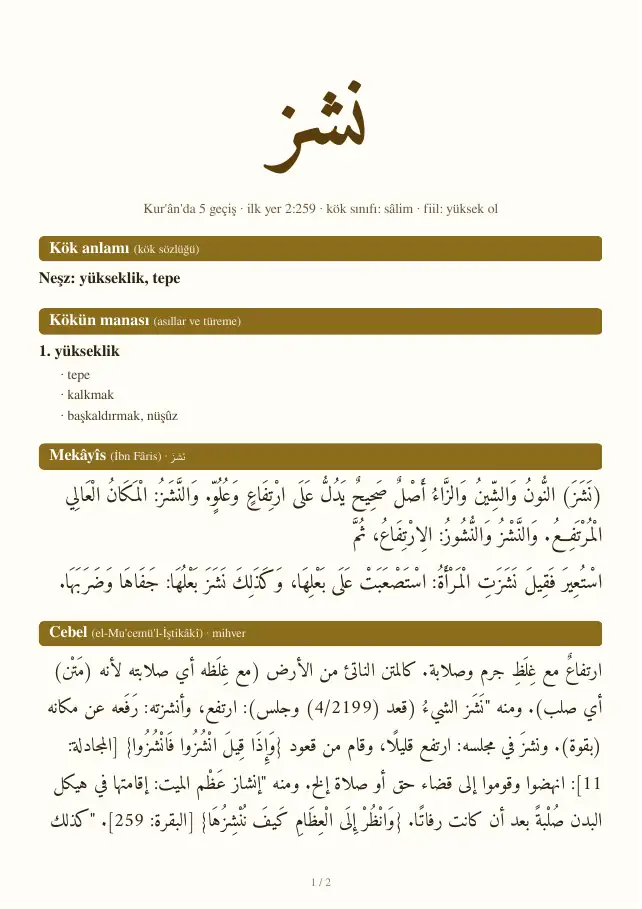 نشز
Kur'ân'da 5 geçiş · ilk yer 2:259 · kök sınıfı: sâlim · fiil: yüksek ol
Kök anlamı (kök sözlüğü)
Neşz: yükseklik, tepe
Kökün manası (asıllar ve türeme)
1. yükseklik
· tepe
· kalkmak
· başkaldırmak, nüşûz
Mekâyîs (İbn Fâris) · نشز
(نَشَزَ) النُّونُ وَالشِّينُ وَالزَّاءُ أَصْلٌ صَحِيحٌ يَدُلُّ عَلَى ارْتِفَاعٍ وَعُلُوٍّ. وَالنَّشَزُ: الْمَكَانُ الْعَالِي
الْمُرْتَفِعُ. وَالنَّشْزُ وَالنُّشُوزُ: الِارْتِفَاعُ، ثُمَّ
اسْتُعِيرَ فَقِيلَ نَشَزَتِ الْمَرْأَةُ: اسْتَصْعَبَتْ عَلَى بَعْلِهَا، وَكَذَلِكَ نَشَزَ بَعْلُهَا: جَفَاهَا وَضَرَبَهَا.
Cebel (el-Mu'cemü'l-İştikâkî) · mihver
ارتفاعٌ مع غِلَظِ جرم وصلابة. كالمتن الناتئ من الأرض (مع غِلَظه أي صلابته لأنه (مَتْن)
أي صلب). ومنه "نَشَز الشيءُ (قعد (4/2199) وجلس): ارتفع، وأنشزته: رَفَعه عن مكانه
(بقوة). ونشزَ في مجلسه: ارتفع قليلًا، وقام من قعود {وَإِذَا قِيلَ انْشُزُوا فَانْشُزُوا} [المجادلة:
11]: انهضوا وقوموا إلى قضاء حق أو صلاة إلخ. ومنه "إنشاز عَظْم الميت: إقامتها في هيكل
البدن صُلْبةً بعد أن كانت رفاتًا. {وَانْظُرْ إِلَى الْعِظَامِ كَيفَ نُنْشِزُهَا} [البقرة: 259]. "كذلك
1 / 2